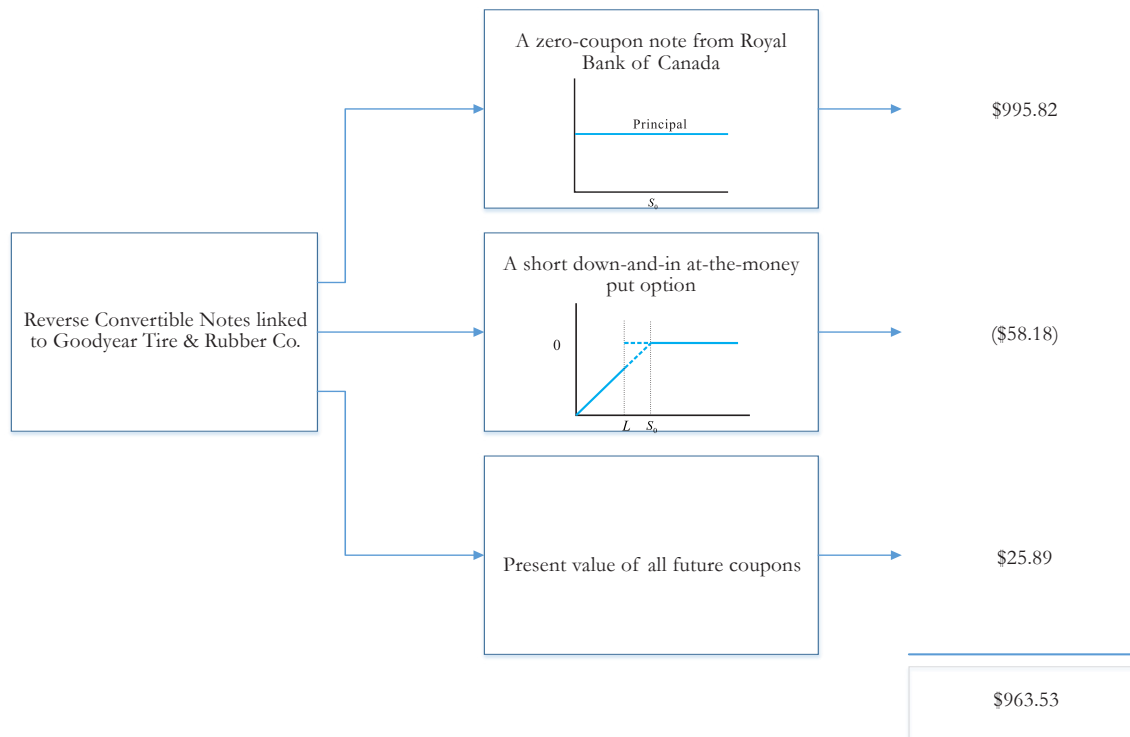 A zero-coupon note from Royal
Bank of Canada
Principal
S₀
$995.82
Reverse Convertible Notes linked
to Goodyear Tire & Rubber Co.
A short down-and-in at-the-money
put option
0
L S₀
($58.18)
Present value of all future coupons
$25.89
$963.53